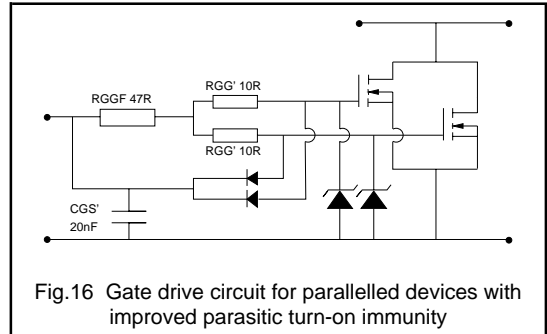 RGG' 10R
RGGF 47R
RGG' 10R
CGS'
20nF
Fig.16 Gate drive circuit for parallelled devices with
improved parasitic turn-on immunity